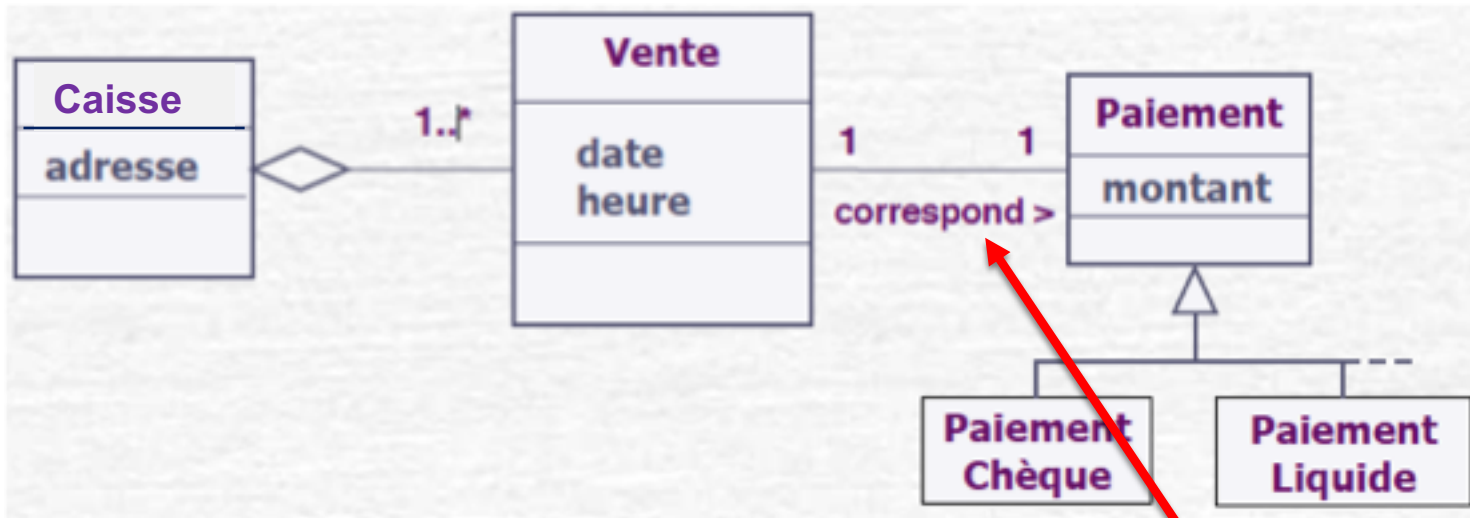 Caisse
adresse
1..*
Vente
date
heure
1
1
correspond >
Paiement
montant
Paiement
Chèque
Paiement
Liquide